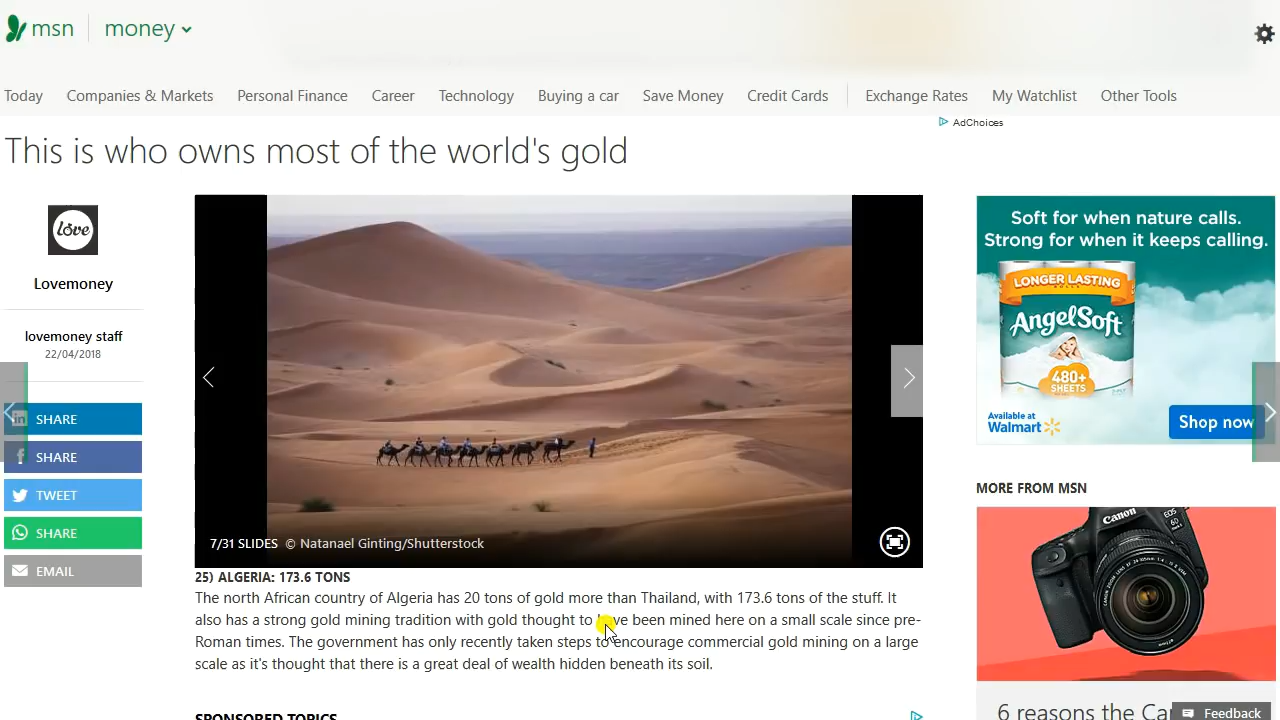 msn
money
Today
Companies & Markets
Personal Finance
Career
Technology
Buying a car
Save Money
Credit Cards
Exchange Rates
My Watchlist
Other Tools
AdChoices
This is who owns most of the world's gold
love
Lovemoney
lovemoney staff
22/04/2018
in SHARE
f SHARE
TWEET
SHARE
EMAIL
7/31 SLIDES © Natanael Ginting/Shutterstock
25) ALGERIA: 173.6 TONS
The north African country of Algeria has 20 tons of gold more than Thailand, with 173.6 tons of the stuff. It
also has a strong gold mining tradition with gold thought to have been mined here on a small scale since pre-
Roman times. The government has only recently taken steps to encourage commercial gold mining on a large
scale as it's thought that there is a great deal of wealth hidden beneath its soil.
SPONSORED TOPICS
Soft for when nature calls.
Strong for when it keeps calling.
LONGER LASTING
AngelSoft
480+
SHEETS
2-PLY
Available at
Walmart
Shop now
MORE FROM MSN
Canon
EOS
6D
6 reasons the Ca
Feedback